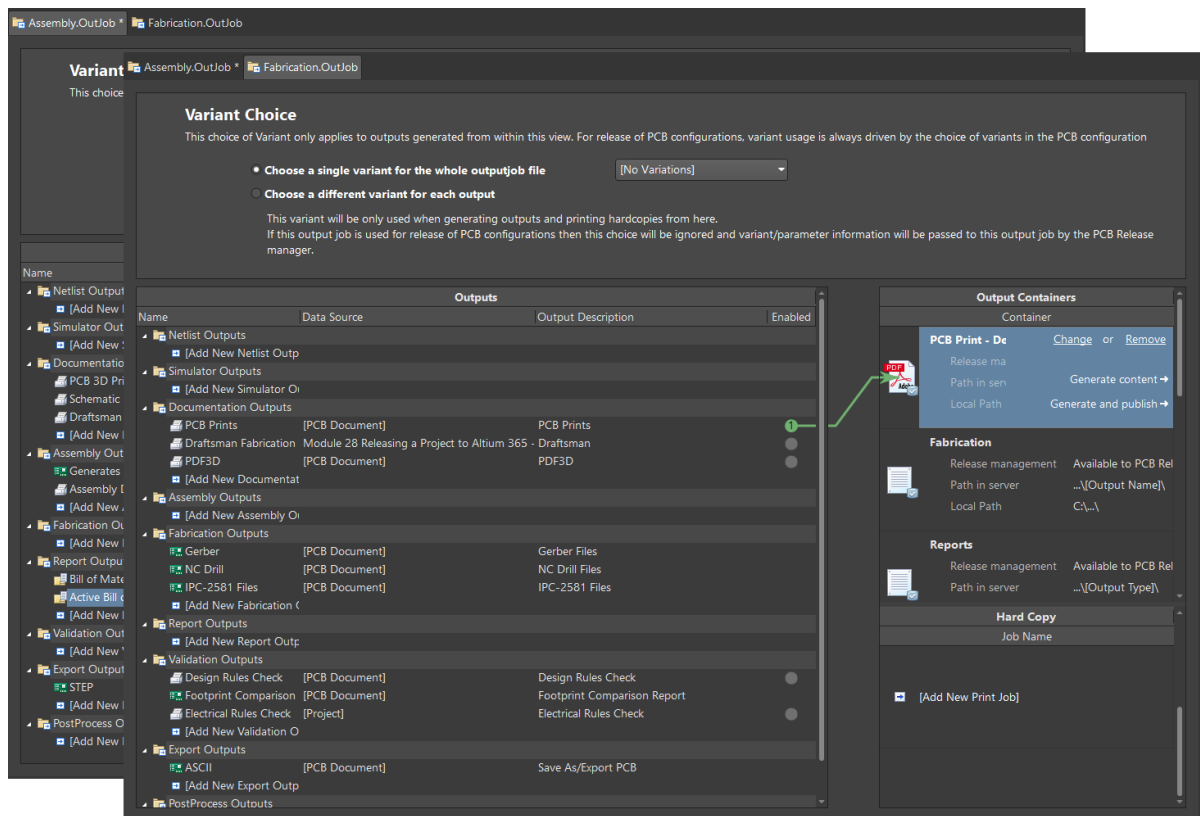 Assembly.OutJob * Fabrication.OutJob
Variant
This choice
Name
Netlist Output
[Add New
Simulator Out
[Add New
Documentatio
PCB 3D Pri
Schematic
Draftsman
[Add New
Assembly Out
Generates
Assembly
[Add New
Fabrication Ou
[Add New
Report Outpu
Bill of Mate
Active Bill
[Add New
Validation Out
[Add New
Export Output
STEP
[Add New
PostProcess O
[Add New
Assembly.OutJob * Fabrication.OutJob
Variant Choice
This choice of Variant only applies to outputs generated from within this view. For release of PCB configurations, variant usage is always driven by the choice of variants in the PCB configuration
Choose a single variant for the whole outputjob file [No Variations]
Choose a different variant for each output
This variant will be only used when generating outputs and printing hardcopies from here.
If this output job is used for release of PCB configurations then this choice will be ignored and variant/parameter information will be passed to this output job by the PCB Release
manager.
Outputs
Name Data Source Output Description Enabled
Netlist Outputs
[Add New Netlist Outp
Simulator Outputs
[Add New Simulator Ou
Documentation Outputs
PCB Prints [PCB Document] PCB Prints 1
Draftsman Fabrication Module 28 Releasing a Project to Altium 365 - Draftsman
PDF3D [PCB Document] PDF3D
[Add New Documentat
Assembly Outputs
[Add New Assembly Ou
Fabrication Outputs
Gerber [PCB Document] Gerber Files
NC Drill [PCB Document] NC Drill Files
IPC-2581 Files [PCB Document] IPC-2581 Files
[Add New Fabrication
Report Outputs
[Add New Report Outp
Validation Outputs
Design Rules Check [PCB Document] Design Rules Check
Footprint Comparison [PCB Document] Footprint Comparison Report
Electrical Rules Check [Project] Electrical Rules Check
[Add New Validation O
Export Outputs
ASCII [PCB Document] Save As/Export PCB
[Add New Export Outp
PostProcess Outputs
Output Containers
Container
PCB Print - De Change or Remove
Release ma
PDF
Adobe
Path in serv Generate content
Local Path Generate and publish
Fabrication
Release management Available to PCB Rel
Path in server ...\[Output Name]\
Local Path C:\...\
Reports
Release management Available to PCB Rel
Path in server ...\[Output Type]\
Hard Copy
Job Name
[Add New Print Job]